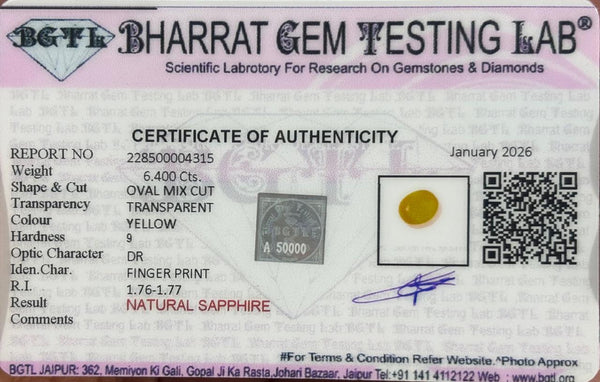 BGTL BHARRAT GEM TESTING LAB®
Scientific Labrotory For Research On Gemstones & Diamonds
CERTIFICATE OF AUTHENTICITY
January 2026
REPORT NO 228500004315
Weight 6.400 Cts.
Shape & Cut OVAL MIX CUT
Transparency TRANSPARENT
Colour YELLOW
Hardness 9
Optic Character DR
Iden.Char. FINGER PRINT
R.I. 1.76-1.77
Result NATURAL SAPPHIRE
Comments
BGTL
A 50000
#For Terms & Condition Refer Website.^Photo Approx
BGTL JAIPUR: 362, Memiyon Ki Gali, Gopal Ji Ka Rasta,Johari Bazaar, Jaipur Tel:+91 141 4112122 Web : www.bgtl.org